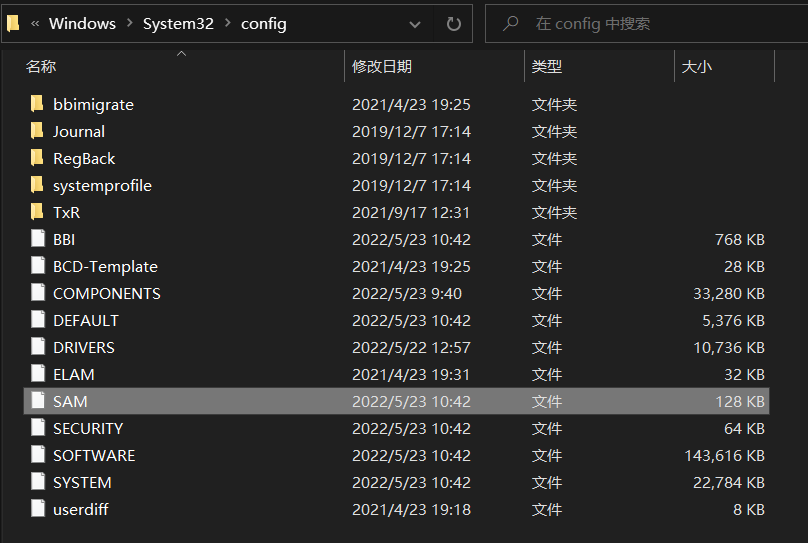 « Windows > System32 > config 在 config 中搜索
名称 修改日期 类型 大小
bbimigrate 2021/4/23 19:25 文件夹
Journal 2019/12/7 17:14 文件夹
RegBack 2019/12/7 17:14 文件夹
systemprofile 2019/12/7 17:14 文件夹
TxR 2021/9/17 12:31 文件夹
BBI 2022/5/23 10:42 文件 768 KB
BCD-Template 2021/4/23 19:25 文件 28 KB
COMPONENTS 2022/5/23 9:40 文件 33,280 KB
DEFAULT 2022/5/23 10:42 文件 5,376 KB
DRIVERS 2022/5/22 12:57 文件 10,736 KB
ELAM 2021/4/23 19:31 文件 32 KB
SAM 2022/5/23 10:42 文件 128 KB
SECURITY 2022/5/23 10:42 文件 64 KB
SOFTWARE 2022/5/23 10:42 文件 143,616 KB
SYSTEM 2022/5/23 10:42 文件 22,784 KB
userdiff 2021/4/23 19:18 文件 8 KB